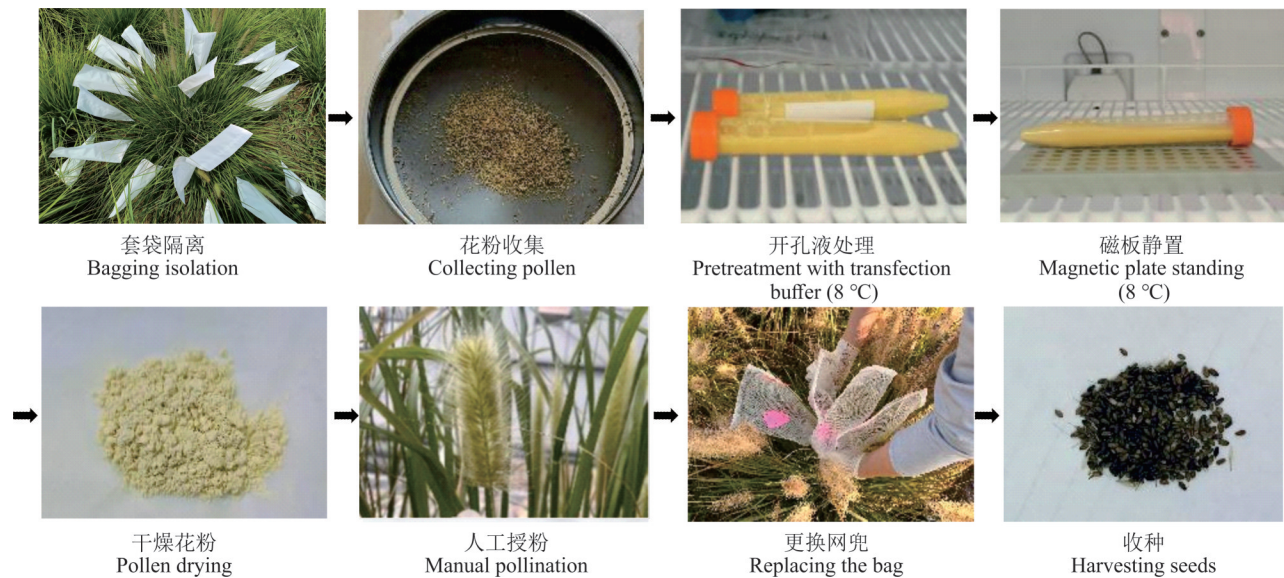 套袋隔离
Bagging isolation
花粉收集
Collecting pollen
开孔液处理
Pretreatment with transfection
buffer (8 ℃)
磁板静置
Magnetic plate standing
(8 ℃)
干燥花粉
Pollen drying
人工授粉
Manual pollination
更换网兜
Replacing the bag
收种
Harvesting seeds